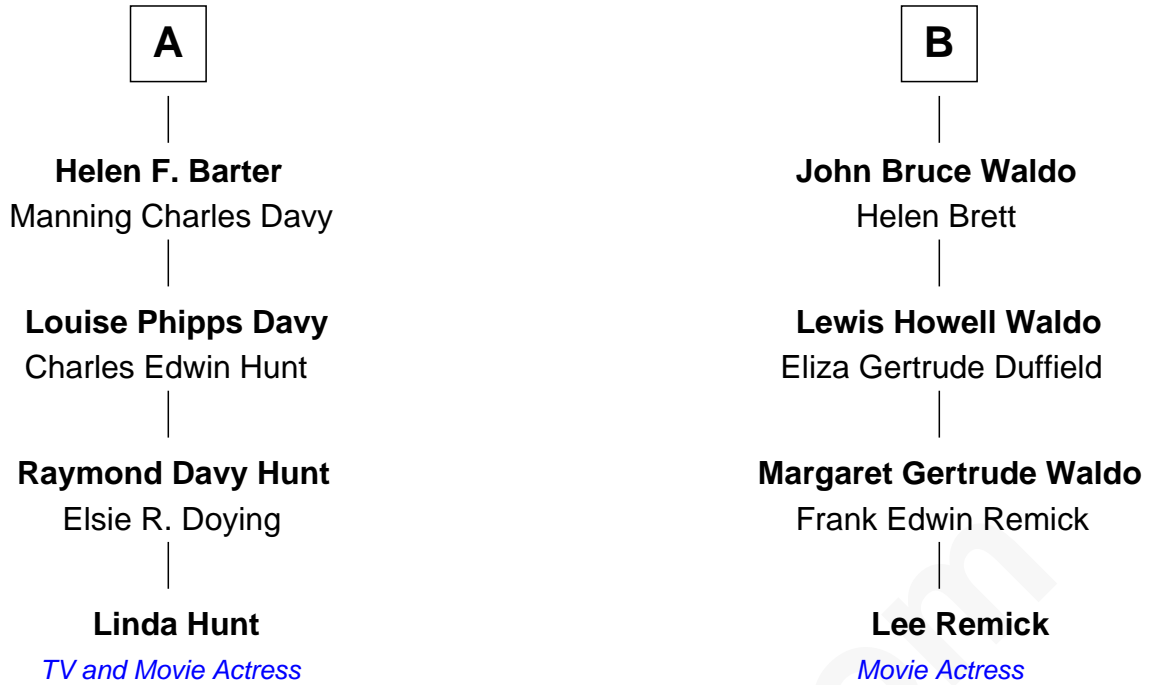 A
B
Helen F. Barter
Manning Charles Davy
John Bruce Waldo
Helen Brett
Louise Phipps Davy
Charles Edwin Hunt
Lewis Howell Waldo
Eliza Gertrude Duffield
Raymond Davy Hunt
Elsie R. Doying
Margaret Gertrude Waldo
Frank Edwin Remick
Linda Hunt
TV and Movie Actress
Lee Remick
Movie Actress